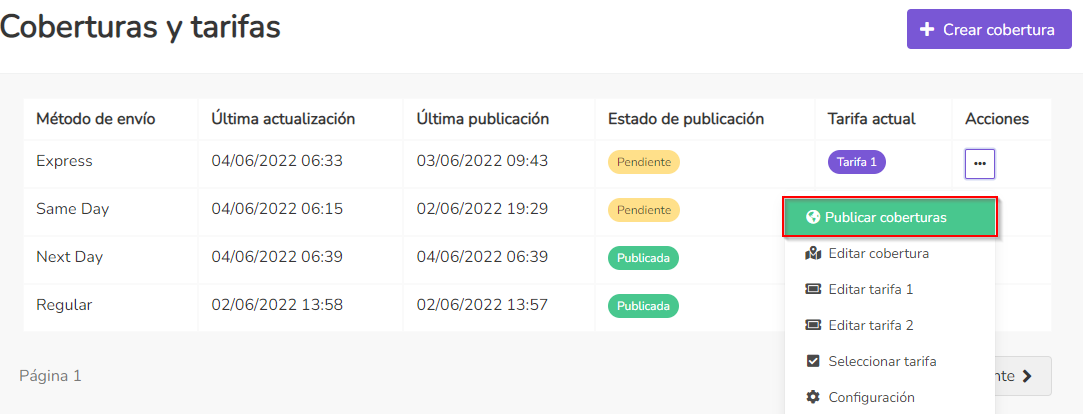 Coberturas y tarifas
Crear cobertura
Método de envío Última actualización Última publicación Estado de publicación Tarifa actual Acciones
Express 04/06/2022 06:33 03/06/2022 09:43 Pendiente Tarifa 1 ...
Same Day 04/06/2022 06:15 02/06/2022 19:29 Pendiente
Publicar coberturas
Next Day 04/06/2022 06:39 04/06/2022 06:39 Publicada
Editar cobertura
Editar tarifa 1
Regular 02/06/2022 13:58 02/06/2022 13:57 Publicada
Editar tarifa 2
Seleccionar tarifa
Página 1
Configuración